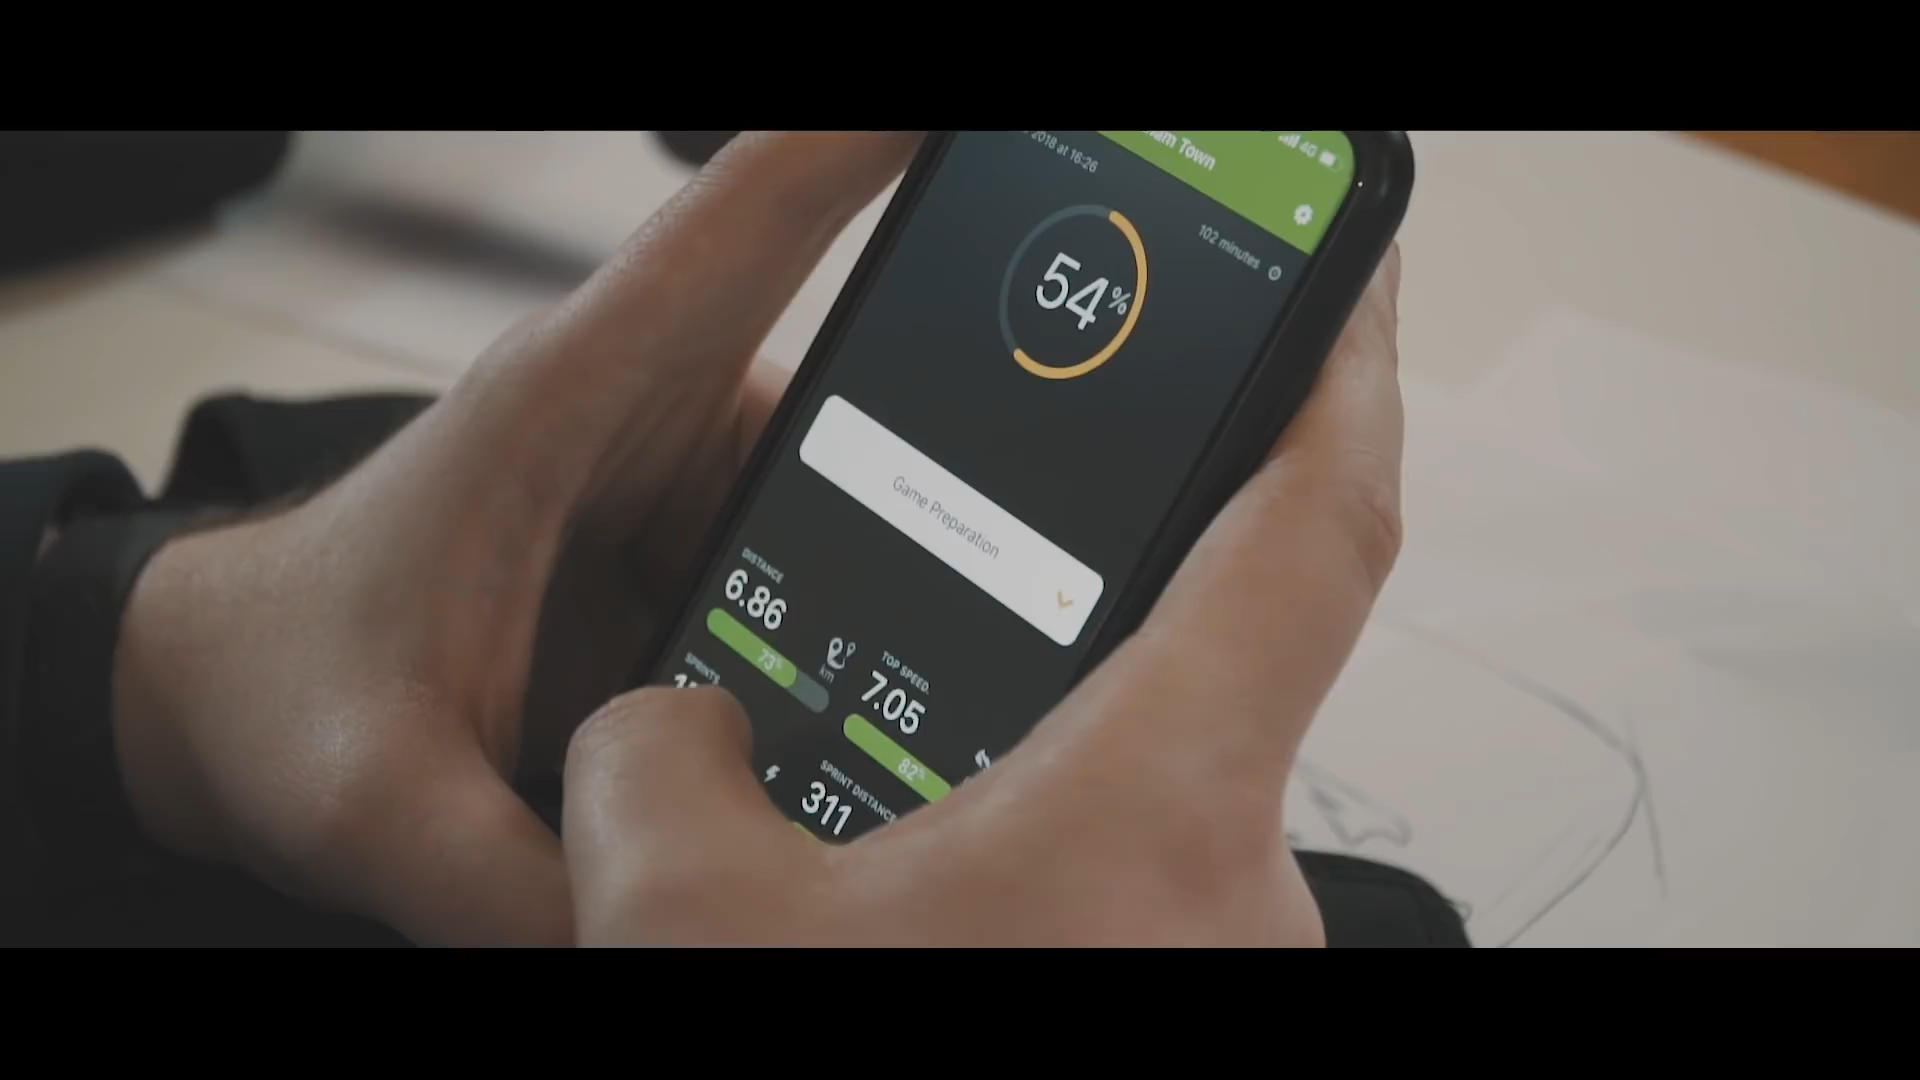 Town
4G
2018 at 16:26
102 minutes
54%
Game Preparation
DISTANCE
6.86
73%
km
TOP SPEED.
7.05
82%
SPRINTS
SPRINT DISTANCE
311